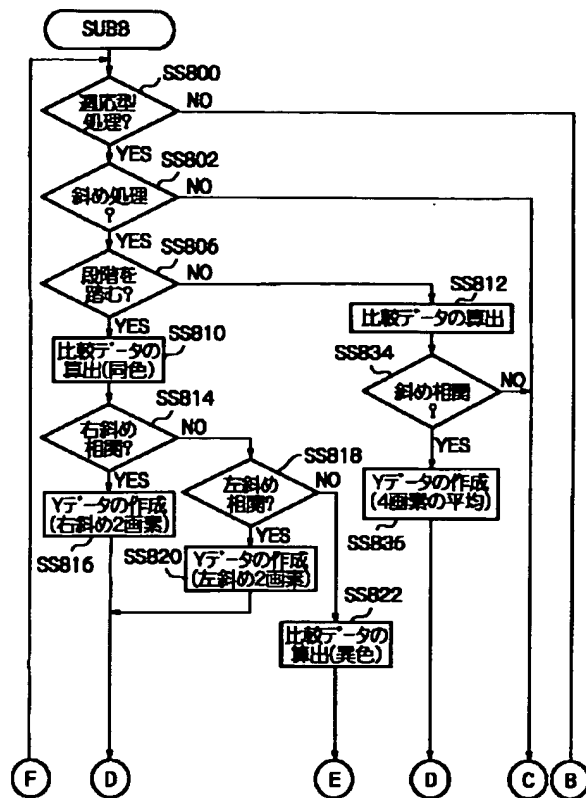 SUB8
SS800
適応型
処理?
NO
YES
SS802
斜め処理
?
NO
YES
SS806
段階を
踏む?
NO
YES
SS812
比較データの算出
SS810
比較データの
算出(同色)
SS834
斜め相関
?
NO
YES
SS814
右斜め
相関?
NO
YES
SS818
左斜め
相関?
NO
YES
Yデータの作成
(4画素の平均)
SS836
Yデータの作成
(右斜め2画素)
SS816
SS820
Yデータの作成
(左斜め2画素)
SS822
比較データの
算出(異色)
F
D
E
D
C
B